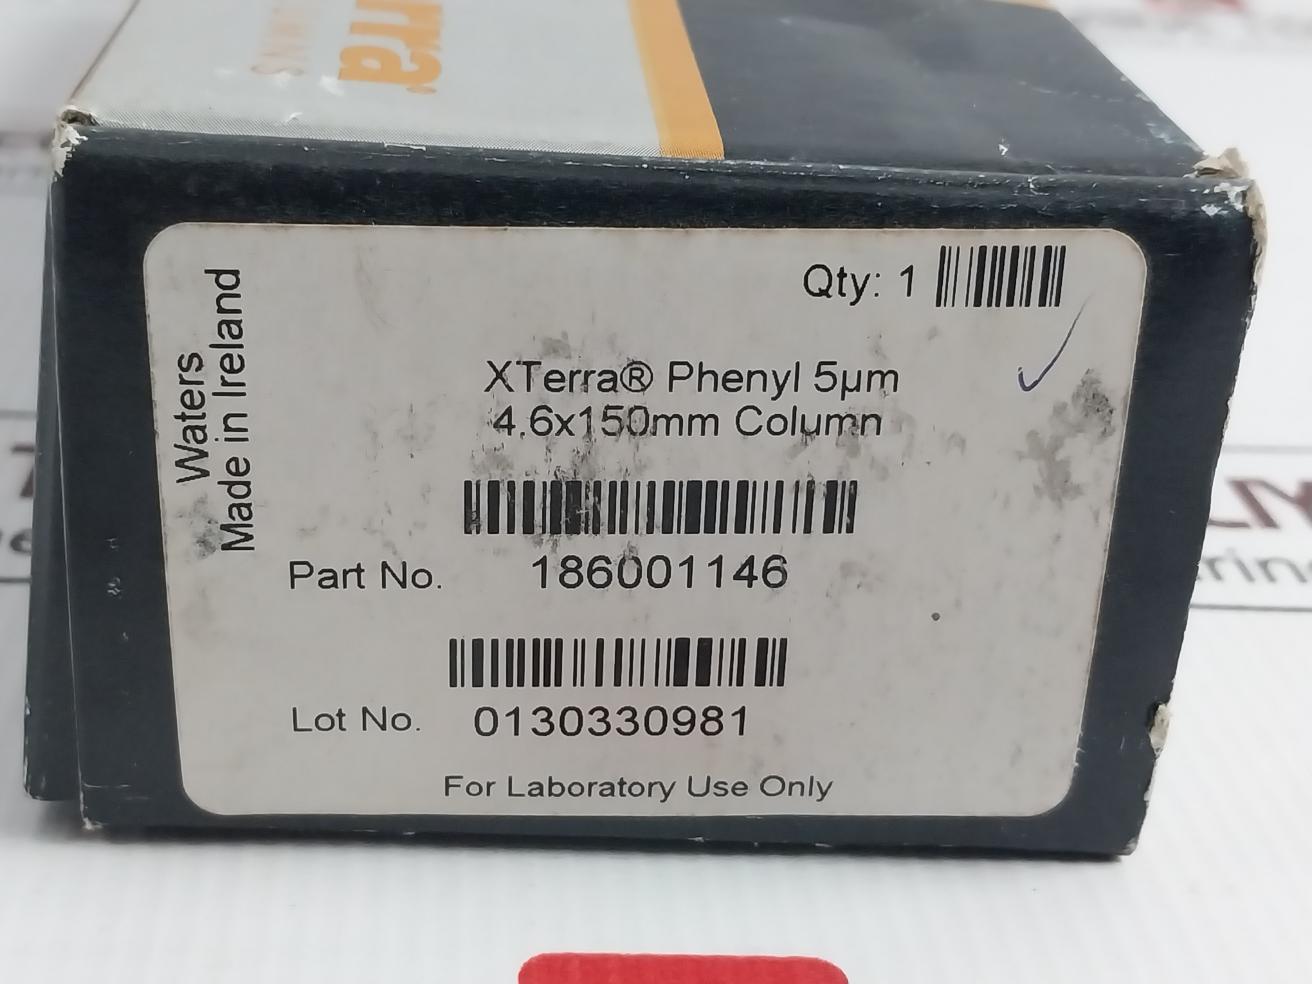 rra®
Qty: 1
Waters
Made in Ireland
XTerra® Phenyl 5µm
4.6x150mm Column
Part No. 186001146
Lot No. 0130330981
For Laboratory Use Only